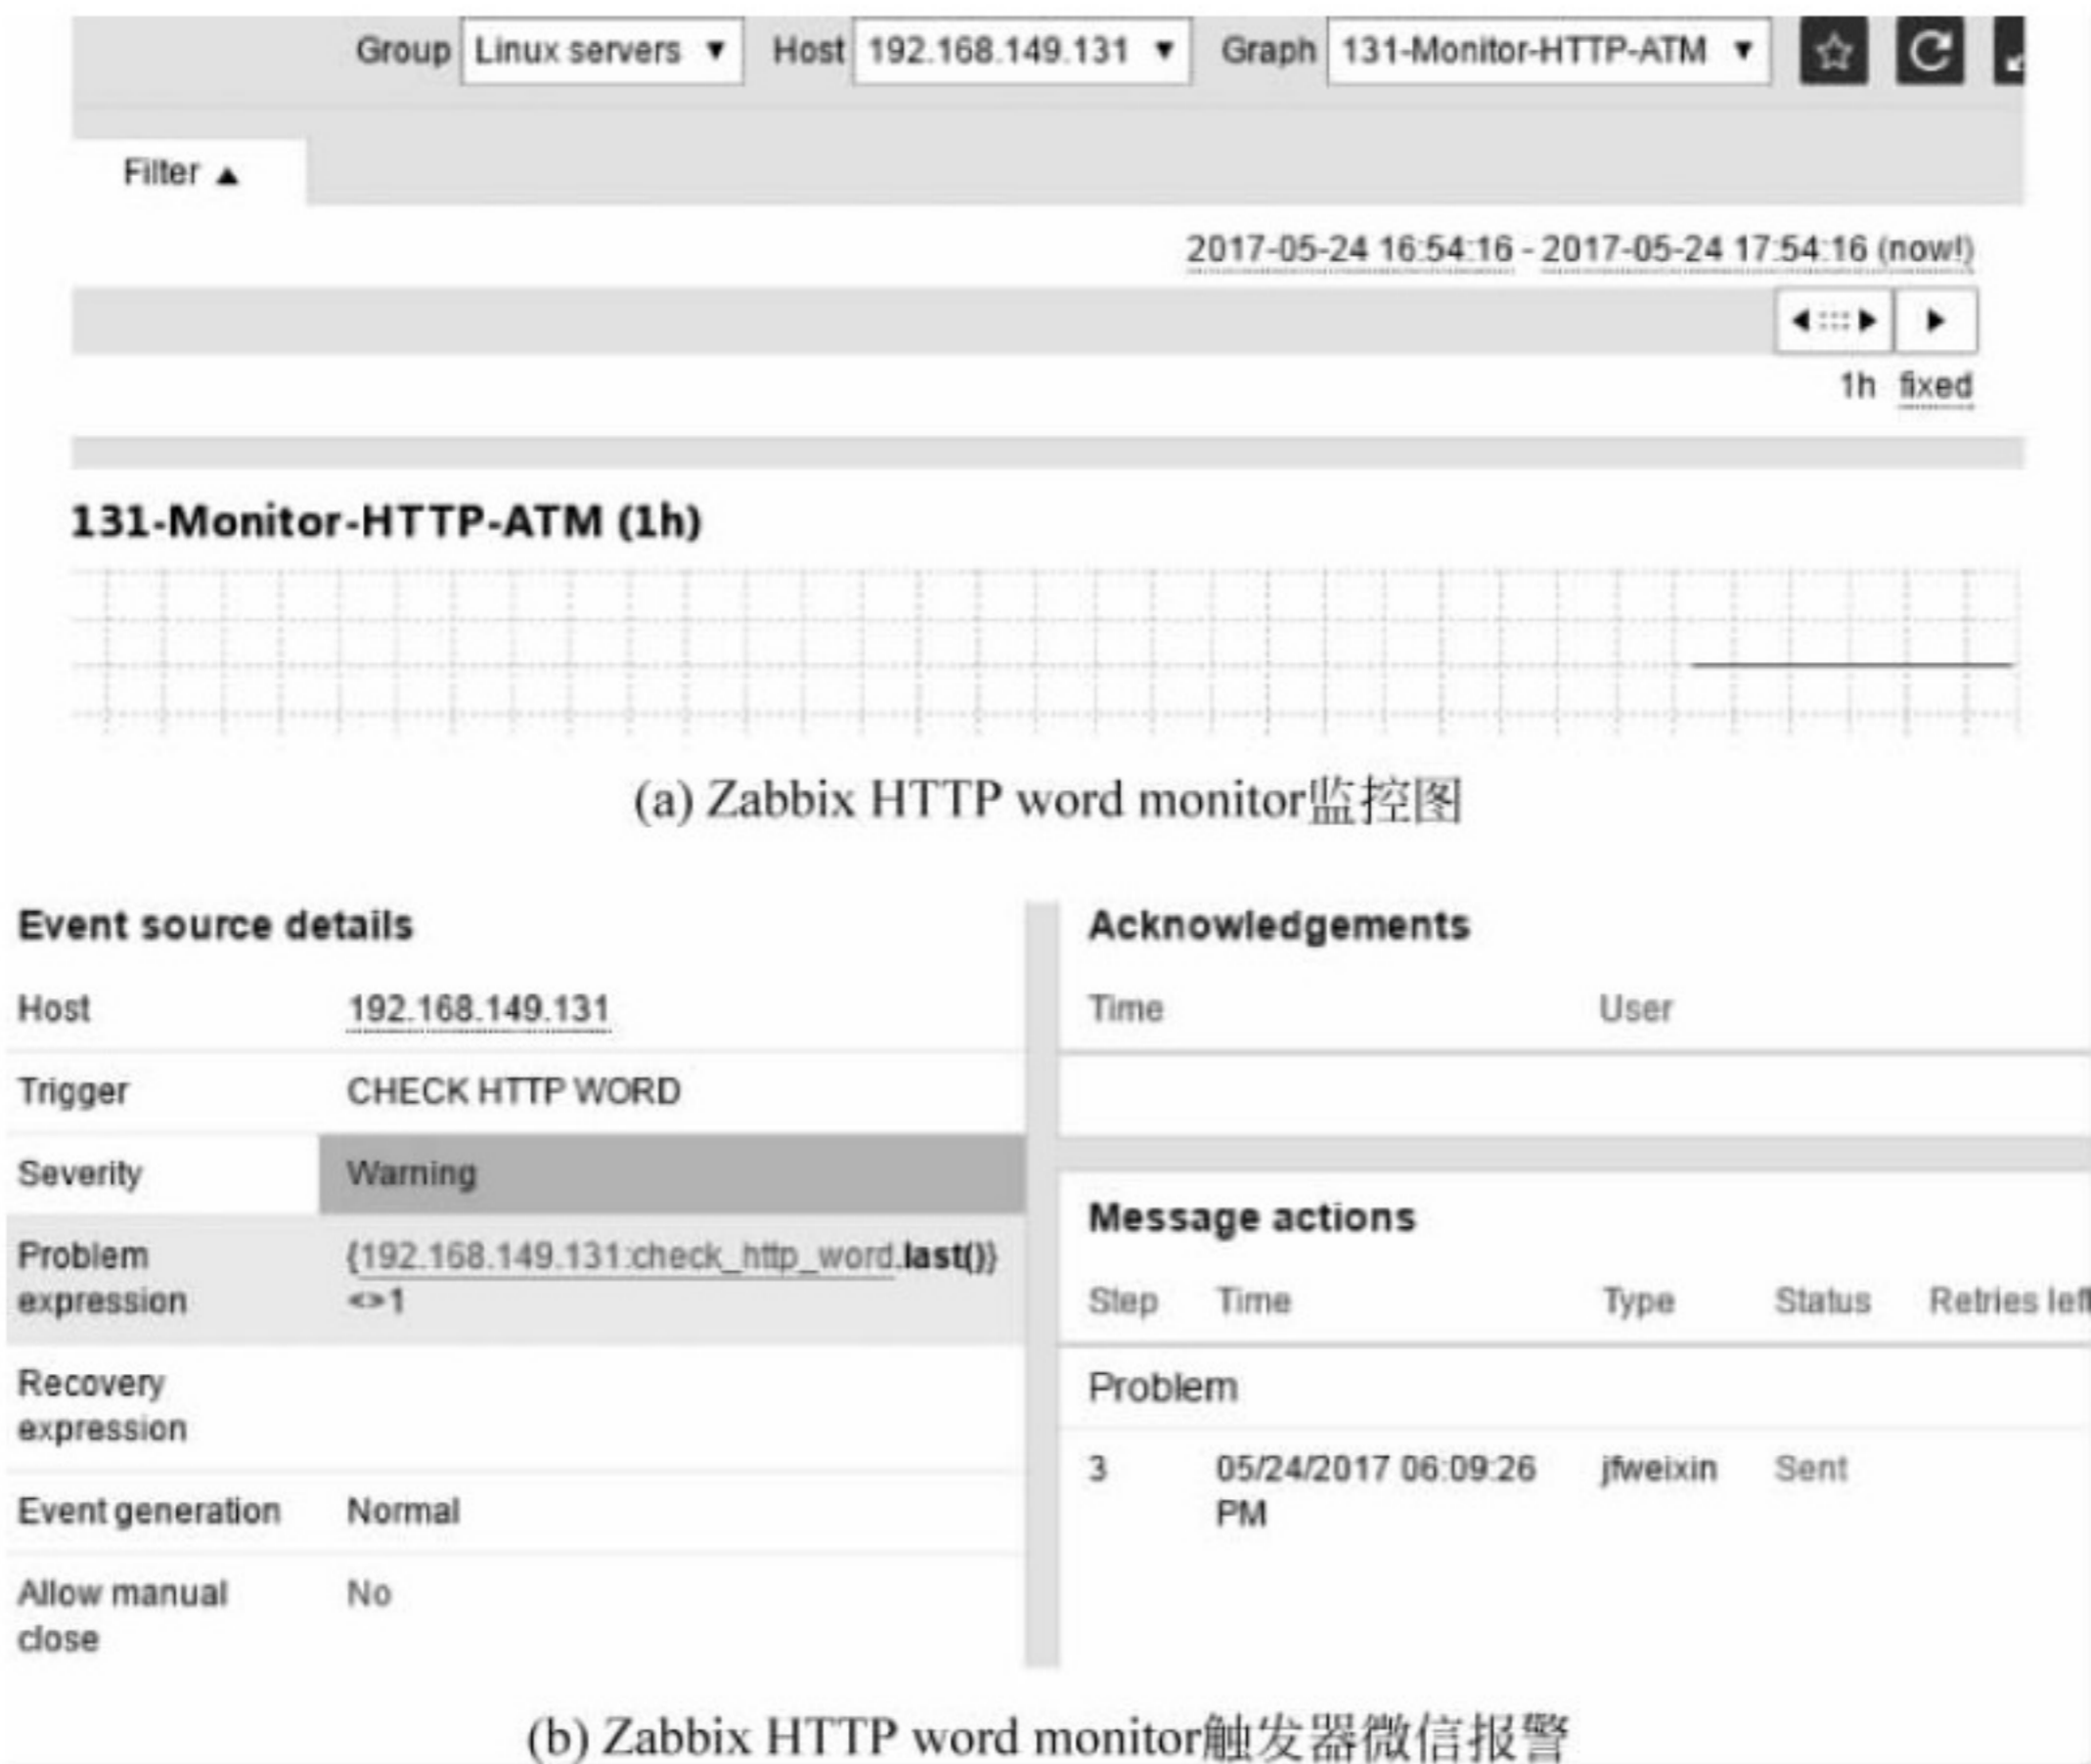 Group Linux servers ▼ Host 192.168.149.131 ▼ Graph 131-Monitor-HTTP-ATM ▼
Filter ▲
2017-05-24 16:54:16 - 2017-05-24 17:54:16 (now!)
1h fixed
131-Monitor-HTTP-ATM (1h)
(a) Zabbix HTTP word monitor监控图
Event source details
Host 192.168.149.131
Trigger CHECK HTTP WORD
Severity Warning
Problem expression {192.168.149.131:check_http_word.last()}
<>1
Recovery
expression
Event generation Normal
Allow manual No
close
Acknowledgements
Time User
Message actions
Step Time Type Status Retries left
Problem
3 05/24/2017 06:09:26 jfweixin Sent
PM
(b) Zabbix HTTP word monitor触发器微信报警